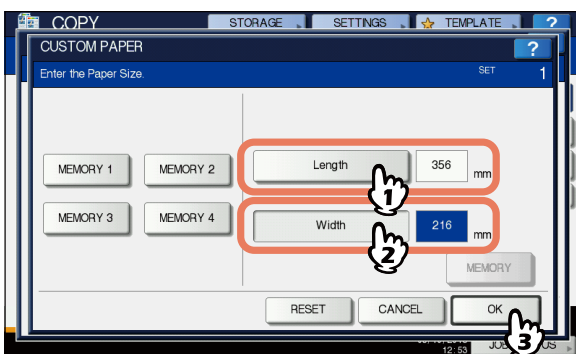 COPY STORAGE SETTINGS TEMPLATE ?
CUSTOM PAPER ?
Enter the Paper Size. SET 1
MEMORY 1 MEMORY 2 Length 356 mm
1
MEMORY 3 MEMORY 4 Width 216 mm
2
MEMORY
RESET CANCEL OK
3
12:53